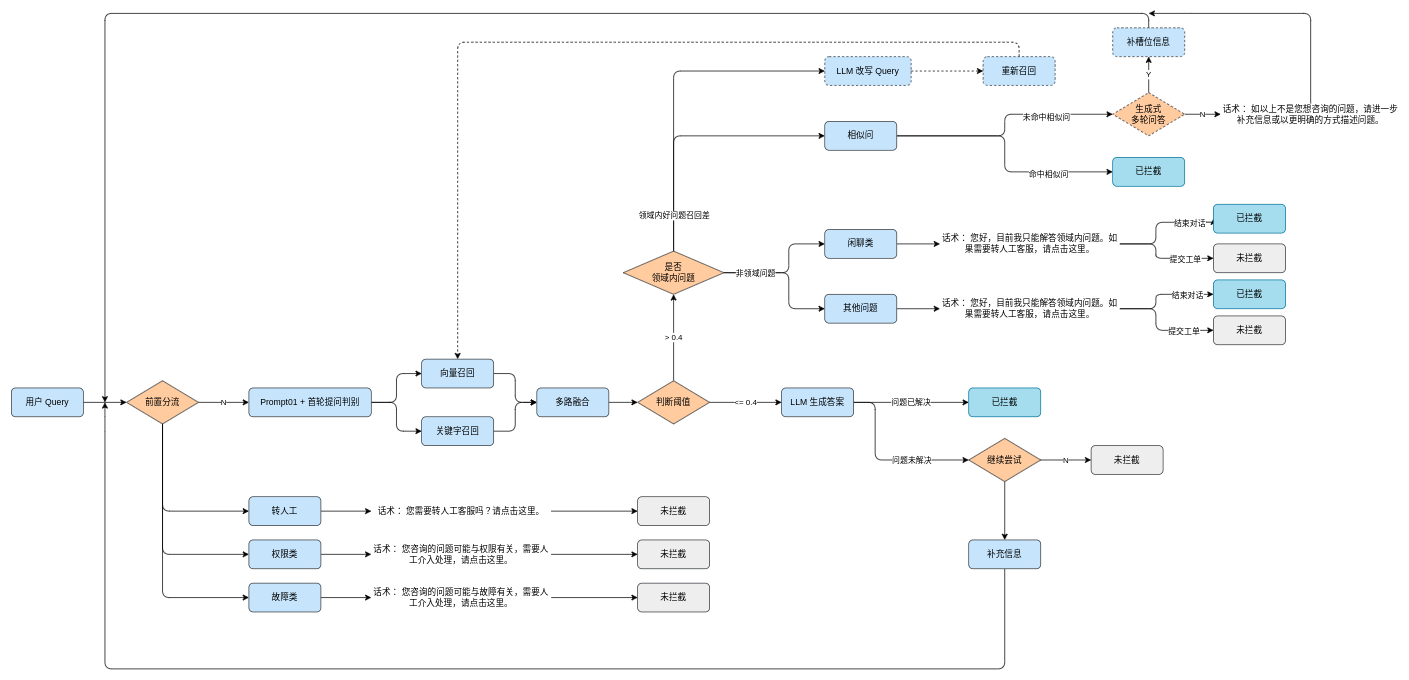 补槽位信息
LLM 改写 Query
重新召回
Y
生成式
多轮问答
N
话术 ：如以上不是您想咨询的问题，请进一步
补充信息或以更明确的方式描述问题。
相似问
未命中相似问
命中相似问
已拦截
领域内好问题召回差
是否
领域内问题
非领域问题
闲聊类
话术 ：您好，目前我只能解答领域内问题。如
果需要转人工客服，请点击这里。
结束对话
已拦截
提交工单
未拦截
其他问题
话术 ：您好，目前我只能解答领域内问题。如
果需要转人工客服，请点击这里。
结束对话
已拦截
提交工单
未拦截
> 0.4
用户 Query
前置分流
N
Prompt01 + 首轮提问判别
向量召回
关键字召回
多路融合
判断阈值
<= 0.4
LLM 生成答案
问题已解决
已拦截
问题未解决
继续尝试
N
未拦截
补充信息
转人工
话术 ：您需要转人工客服吗？请点击这里。
未拦截
权限类
话术 ：您咨询的问题可能与权限有关，需要人
工介入处理，请点击这里。
未拦截
故障类
话术 ：您咨询的问题可能与故障有关，需要人
工介入处理，请点击这里。
未拦截